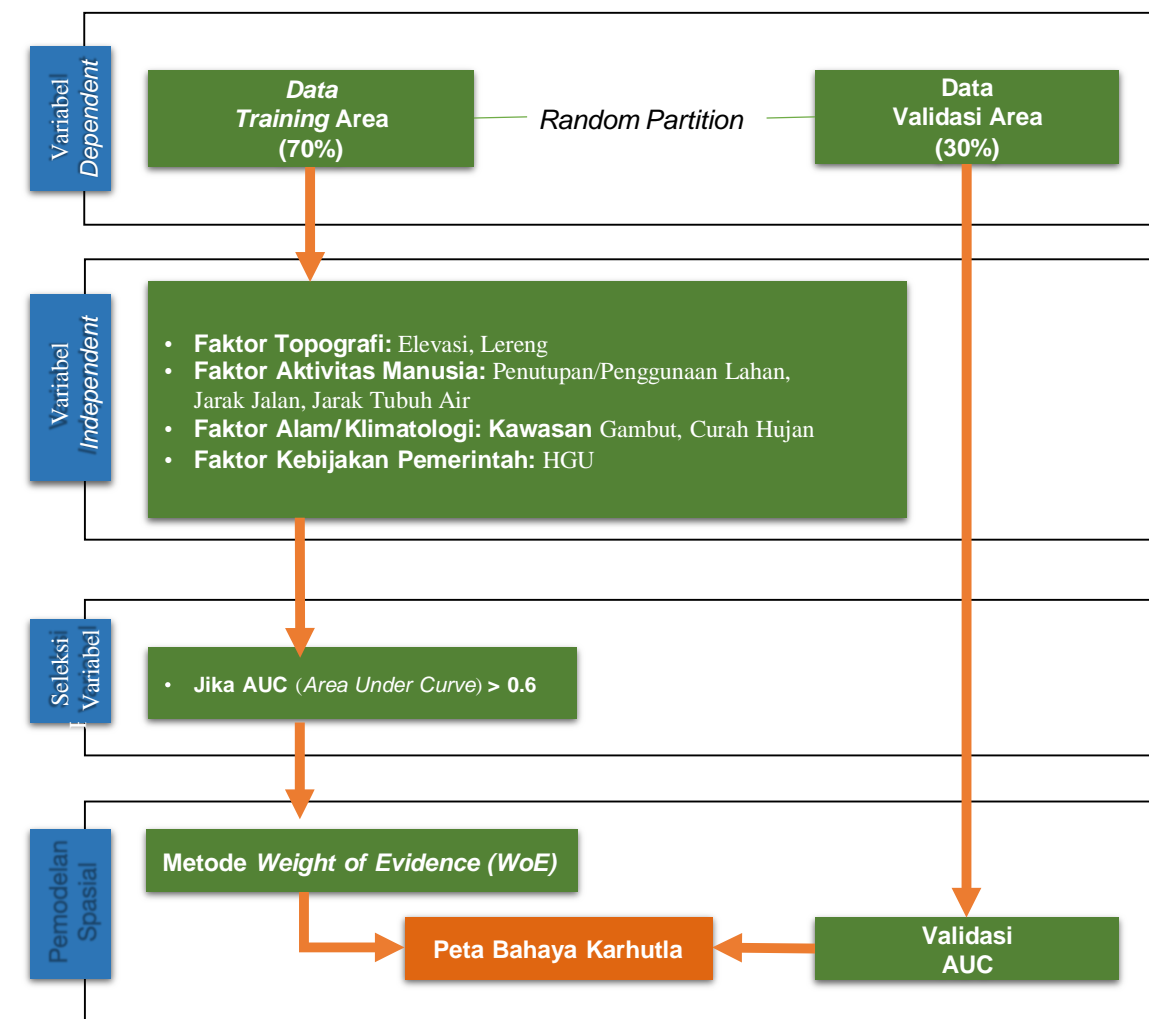 Variabel
Dependent
Data
Training Area
(70%)
Random Partition
Data
Validasi Area
(30%)
Variabel
Independent
• Faktor Topografi: Elevasi, Lereng
• Faktor Aktivitas Manusia: Penutupan/Penggunaan Lahan,
Jarak Jalan, Jarak Tubuh Air
• Faktor Alam/Klimatologi: Kawasan Gambut, Curah Hujan
• Faktor Kebijakan Pemerintah: HGU
Seleksi
Variabel
• Jika AUC (Area Under Curve) > 0.6
Pemodelan
Spasial
Metode Weight of Evidence (WoE)
Peta Bahaya Karhutla
Validasi
AUC